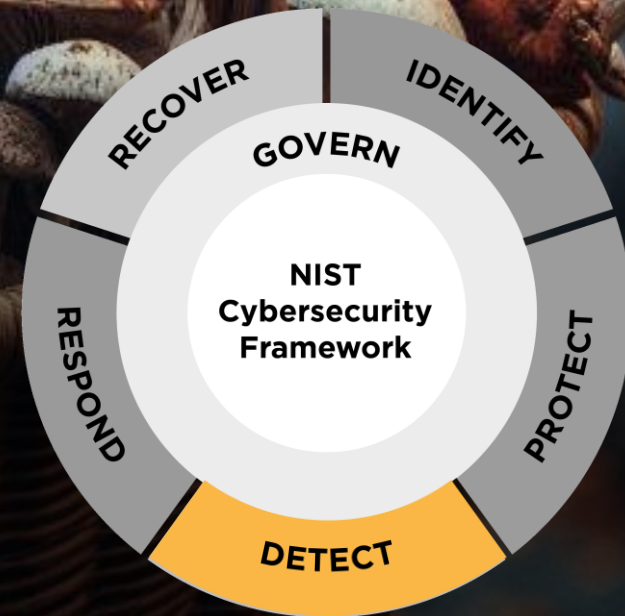 RECOVER
IDENTIFY
GOVERN
NIST
Cybersecurity
Framework
RESPOND
PROTECT
DETECT